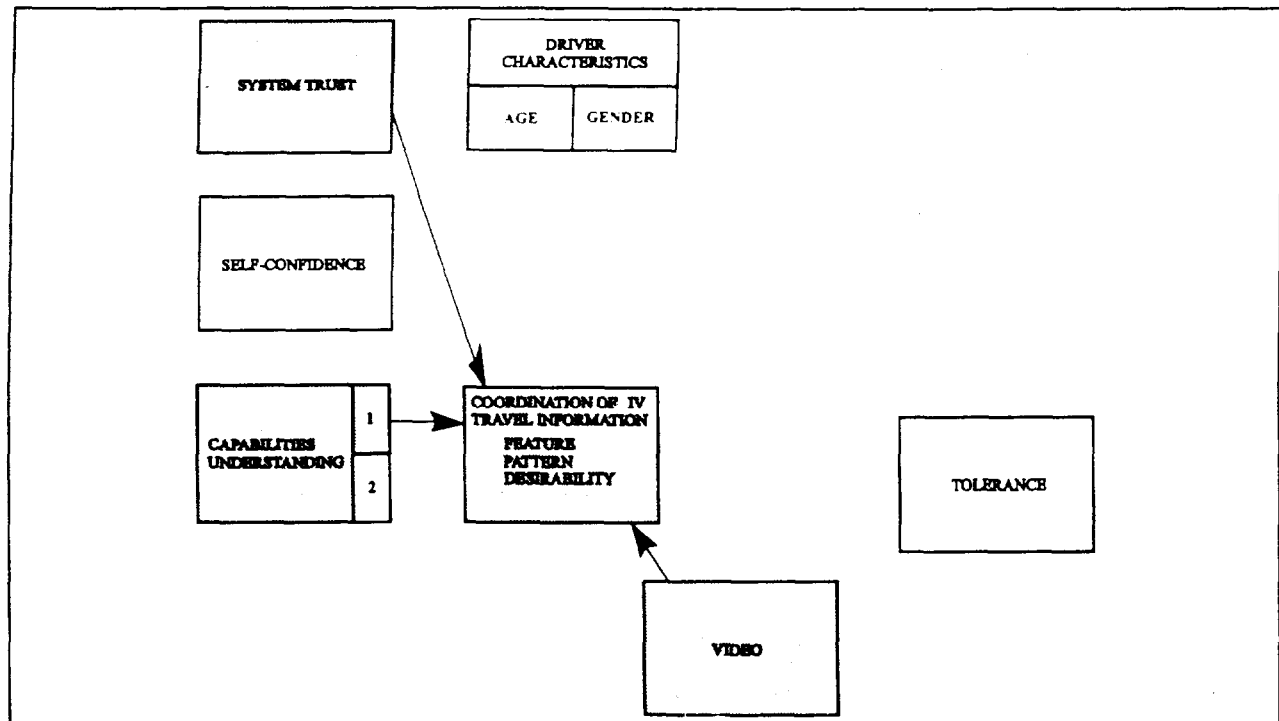 SYSTEM TRUST
DRIVER
CHARACTERISTICS
AGE
GENDER
SELF-CONFIDENCE
CAPABILITIES
UNDERSTANDING
1
2
COORDINATION OF IV
TRAVEL INFORMATION
FEATURE
PATTERN
DESIRABILITY
TOLERANCE
VIDEO